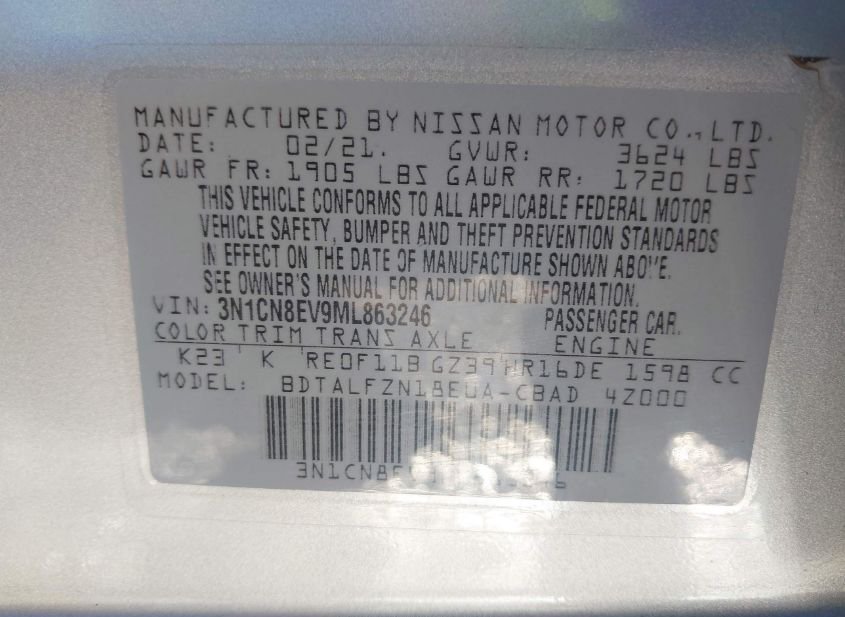 MANUFACTURED BY NISSAN MOTOR CO., LTD.
DATE: 02/21. GVWR: 3624 LBS
GAWR FR: 1905 LBS GAWR RR: 1720 LBS
THIS VEHICLE CONFORMS TO ALL APPLICABLE FEDERAL MOTOR
VEHICLE SAFETY, BUMPER AND THEFT PREVENTION STANDARDS
IN EFFECT ON THE DATE OF MANUFACTURE SHOWN ABOVE.
SEE OWNER'S MANUAL FOR ADDITIONAL INFORMATION.
VIN: 3N1CN8EV9ML863246 PASSENGER CAR.
COLOR TRIM TRANS AXLE ENGINE
K23 K RE0F11B GZ39 HR16DE 1598 CC
MODEL: BDTALFZN18EUA-CBAD 4Z000